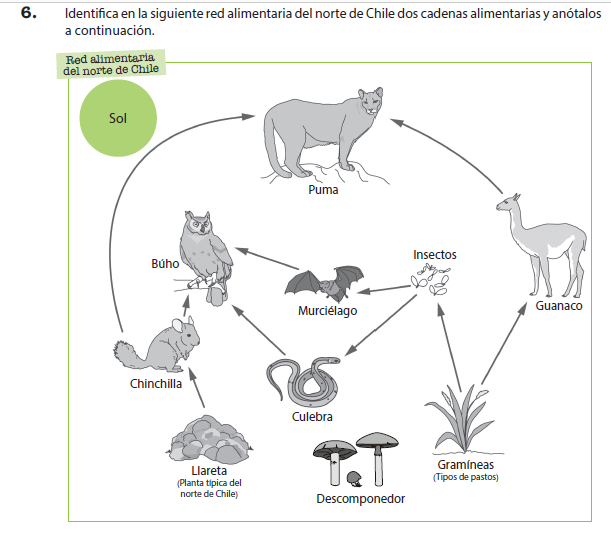 6. Identifica en la siguiente red alimentaria del norte de Chile dos cadenas alimentarias y anótalos
a continuación.
Red alimentaria
del norte de Chile
Sol
Puma
Búho
Insectos
Murciélago
Guanaco
Chinchilla
Culebra
Llareta
(Planta típica del
norte de Chile)
Gramíneas
(Tipos de pastos)
Descomponedor